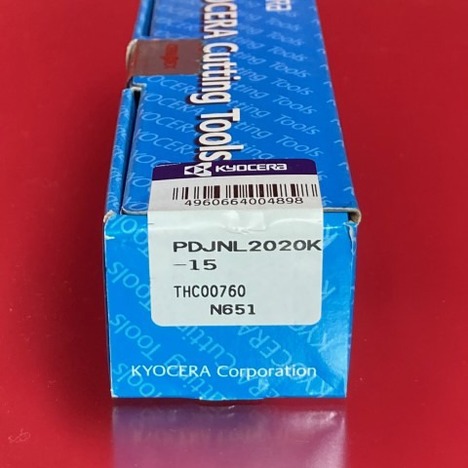 KYOCERA Cutting Tools
KYOCERA
4960664004898
PDJNL2020K
-15
THC00760
N651
KYOCERA Corporation